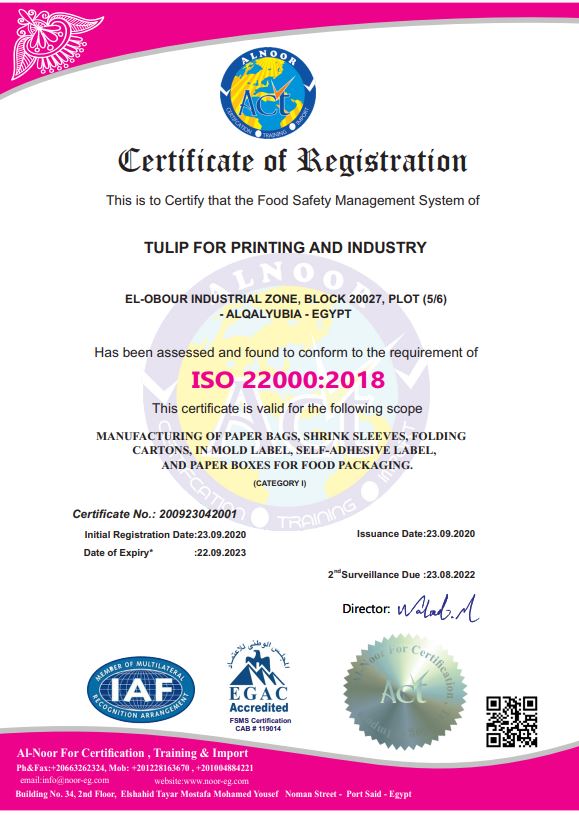 ALNOOR
Act
CERTIFICATION TRAINING IMPORT
Certificate of Registration
This is to Certify that the Food Safety Management System of
TULIP FOR PRINTING AND INDUSTRY
EL-OBOUR INDUSTRIAL ZONE, BLOCK 20027, PLOT (5/6)
- ALQALYUBIA - EGYPT
Has been assessed and found to conform to the requirement of
ISO 22000:2018
This certificate is valid for the following scope
MANUFACTURING OF PAPER BAGS, SHRINK SLEEVES, FOLDING
CARTONS, IN MOLD LABEL, SELF-ADHESIVE LABEL,
AND PAPER BOXES FOR FOOD PACKAGING.
(CATEGORY I)
Certificate No.: 200923042001
Initial Registration Date:23.09.2020
Issuance Date:23.09.2020
Date of Expiry* :22.09.2023
2nd Surveillance Due :23.08.2022
Director: Walad.M
MEMBER OF MULTILATERAL
IAF
RECOGNITION ARRANGEMENT
المجلس الوطني للاعتماد
EGAC
Accredited
FSMS Certification
CAB # 119014
Al-Noor For Certification
Act
Al-Noor For Certification , Training & Import
Ph&Fax:+20663262324, Mob: +201228163670 , +201004884221
email:info@noor-eg.com website:www.noor-eg.com
Building No. 34, 2nd Floor, Elshahid Tayar Mostafa Mohamed Yousef Noman Street - Port Said - Egypt